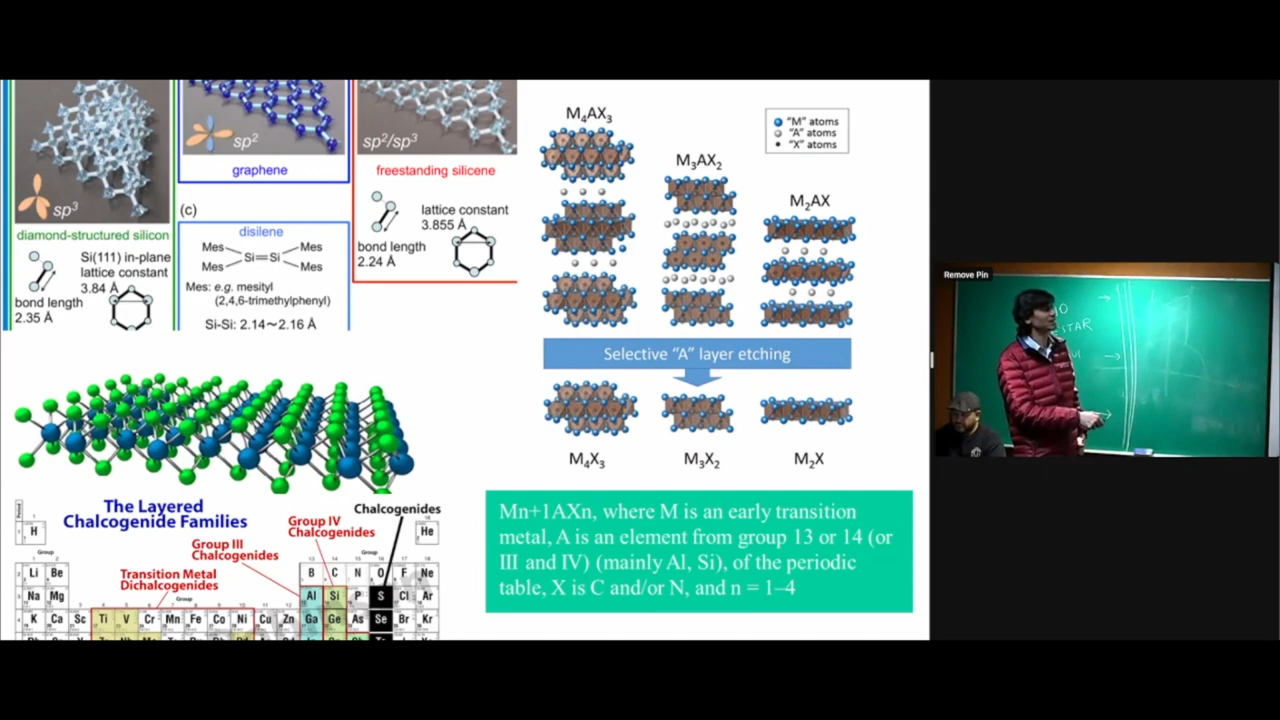 sp3
diamond-structured silicon
Si(111) in-plane
lattice constant
3.84 Å
bond length
2.35 Å
sp2
graphene
(c)
disilene
Mes
Mes
Si
Si
Mes
Mes
Mes: e.g. mesityl
(2,4,6-trimethylphenyl)
Si-Si: 2.14～2.16 Å
sp2/sp3
freestanding silicene
lattice constant
3.855 Å
bond length
2.24 Å
M4AX3
M3AX2
M2AX
"M" atoms
"A" atoms
"X" atoms
Selective "A" layer etching
M4X3
M3X2
M2X
The Layered
Chalcogenide Families
Chalcogenides
Group IV
Chalcogenides
Group III
Chalcogenides
Transition Metal
Dichalcogenides
Period
Group
Group
Group
H He
Li Be B C N O F Ne
Na Mg Al Si P S Cl Ar
K Ca Sc Ti V Cr Mn Fe Co Ni Cu Zn Ga Ge As Se Br Kr
Mn+1AXn, where M is an early transition
metal, A is an element from group 13 or 14 (or
III and IV) (mainly Al, Si), of the periodic
table, X is C and/or N, and n = 1–4
Remove Pin